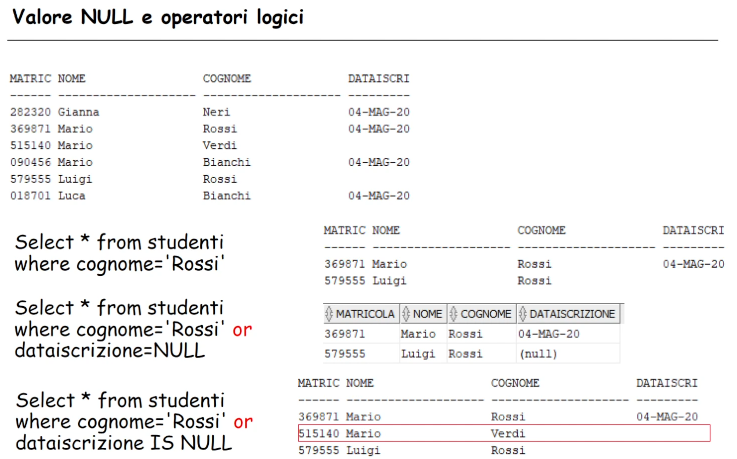 Valore NULL e operatori logici
MATRIC NOME COGNOME DATAISCRI
------ -------------------- -------------------- ---------
282320 Gianna Neri 04-MAG-20
369871 Mario Rossi 04-MAG-20
515140 Mario Verdi
090456 Mario Bianchi 04-MAG-20
579555 Luigi Rossi
018701 Luca Bianchi 04-MAG-20
Select * from studenti
where cognome='Rossi'
MATRIC NOME COGNOME DATAISCRI
------ -------------------- -------------------- ---------
369871 Mario Rossi 04-MAG-20
579555 Luigi Rossi
Select * from studenti
where cognome='Rossi' or
dataiscrizione=NULL
MATRICOLA NOME COGNOME DATAISCRIZIONE
369871 Mario Rossi 04-MAG-20
579555 Luigi Rossi (null)
Select * from studenti
where cognome='Rossi' or
dataiscrizione IS NULL
MATRIC NOME COGNOME DATAISCRI
------ -------------------- -------------------- ---------
369871 Mario Rossi 04-MAG-20
515140 Mario Verdi
579555 Luigi Rossi